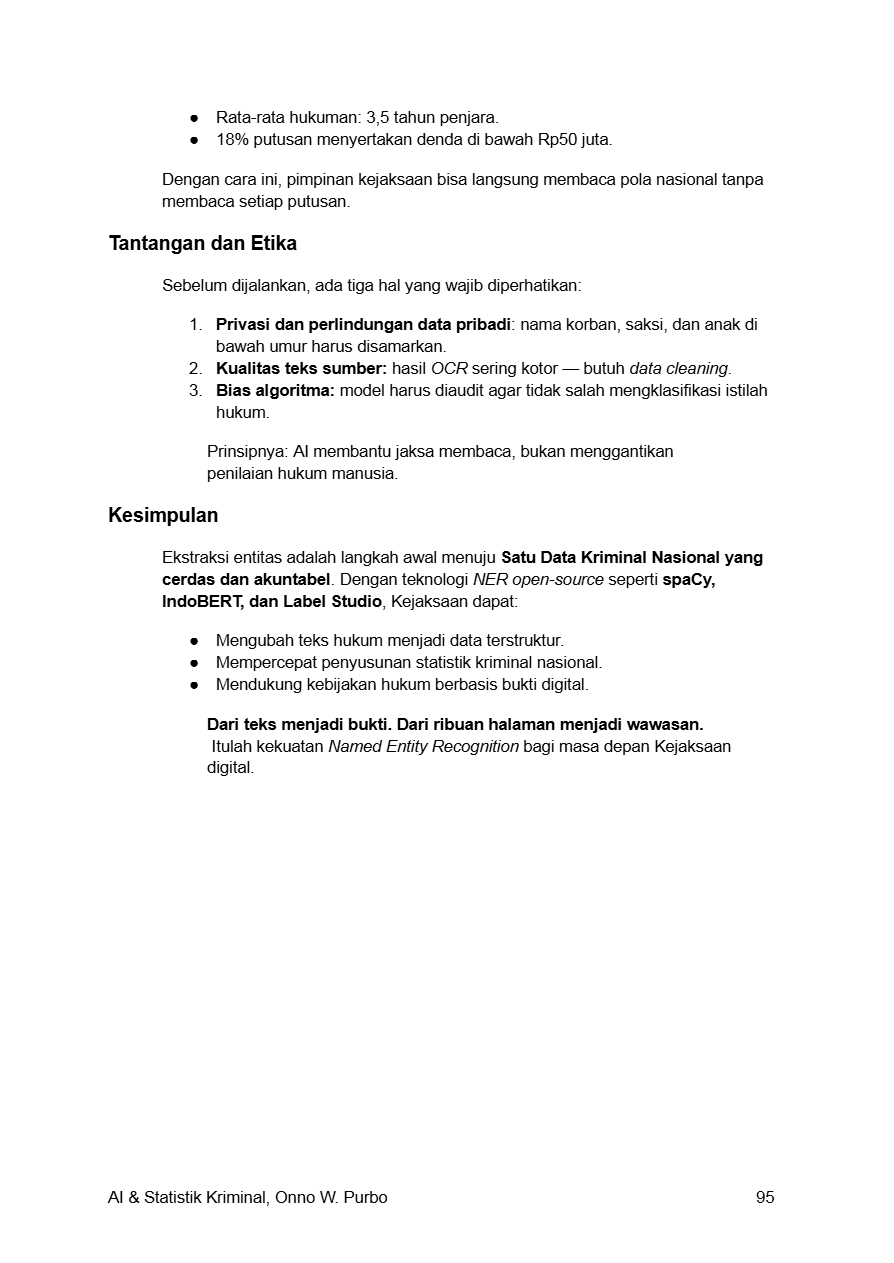 ● Rata-rata hukuman: 3,5 tahun penjara.
● 18% putusan menyertakan denda di bawah Rp50 juta.
Dengan cara ini, pimpinan kejaksaan bisa langsung membaca pola nasional tanpa
membaca setiap putusan.
Tantangan dan Etika
Sebelum dijalankan, ada tiga hal yang wajib diperhatikan:
1. Privasi dan perlindungan data pribadi: nama korban, saksi, dan anak di
bawah umur harus disamarkan.
2. Kualitas teks sumber: hasil OCR sering kotor — butuh data cleaning.
3. Bias algoritma: model harus diaudit agar tidak salah mengklasifikasi istilah
hukum.
Prinsipnya: AI membantu jaksa membaca, bukan menggantikan
penilaian hukum manusia.
Kesimpulan
Ekstraksi entitas adalah langkah awal menuju Satu Data Kriminal Nasional yang
cerdas dan akuntabel. Dengan teknologi NER open-source seperti spaCy,
IndoBERT, dan Label Studio, Kejaksaan dapat:
● Mengubah teks hukum menjadi data terstruktur.
● Mempercepat penyusunan statistik kriminal nasional.
● Mendukung kebijakan hukum berbasis bukti digital.
Dari teks menjadi bukti. Dari ribuan halaman menjadi wawasan.
Itulah kekuatan Named Entity Recognition bagi masa depan Kejaksaan
digital.
AI & Statistik Kriminal, Onno W. Purbo 95